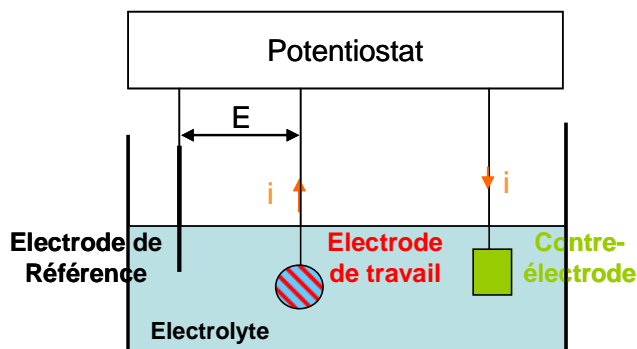 Potentiostat
E
i
i
Electrode de
Référence
Electrode
de travail
Contre-
électrode
Electrolyte